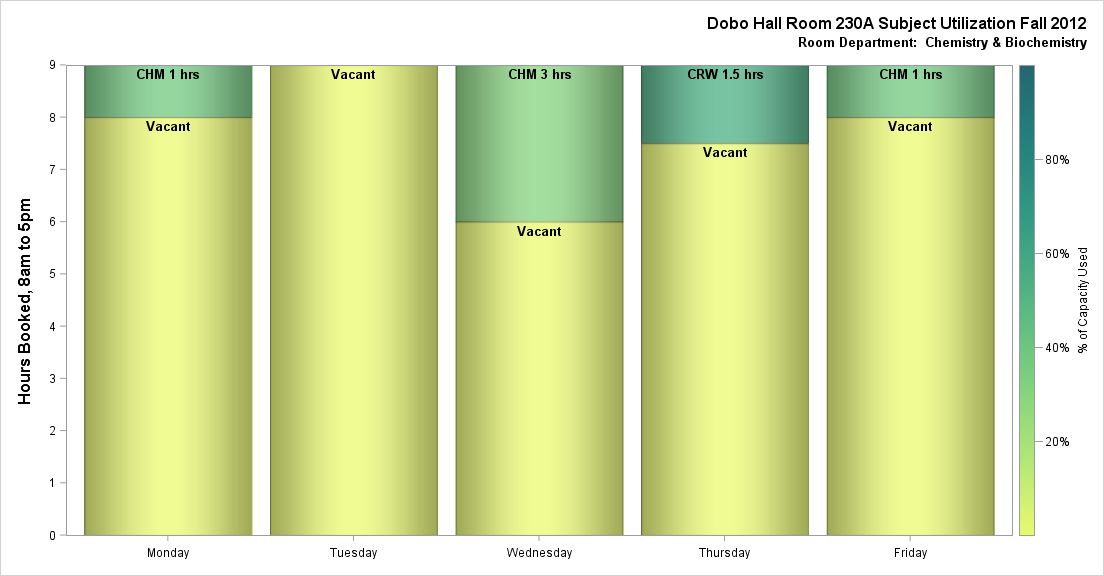 Dobo Hall Room 230A Subject Utilization Fall 2012
Room Department: Chemistry & Biochemistry
Hours Booked, 8am to 5pm
9
8
7
6
5
4
3
2
1
0
CHM 1 hrs
Vacant
Vacant
CHM 3 hrs
Vacant
CRW 1.5 hrs
Vacant
CHM 1 hrs
Vacant
Monday
Tuesday
Wednesday
Thursday
Friday
80%
60%
40%
20%
% of Capacity Used